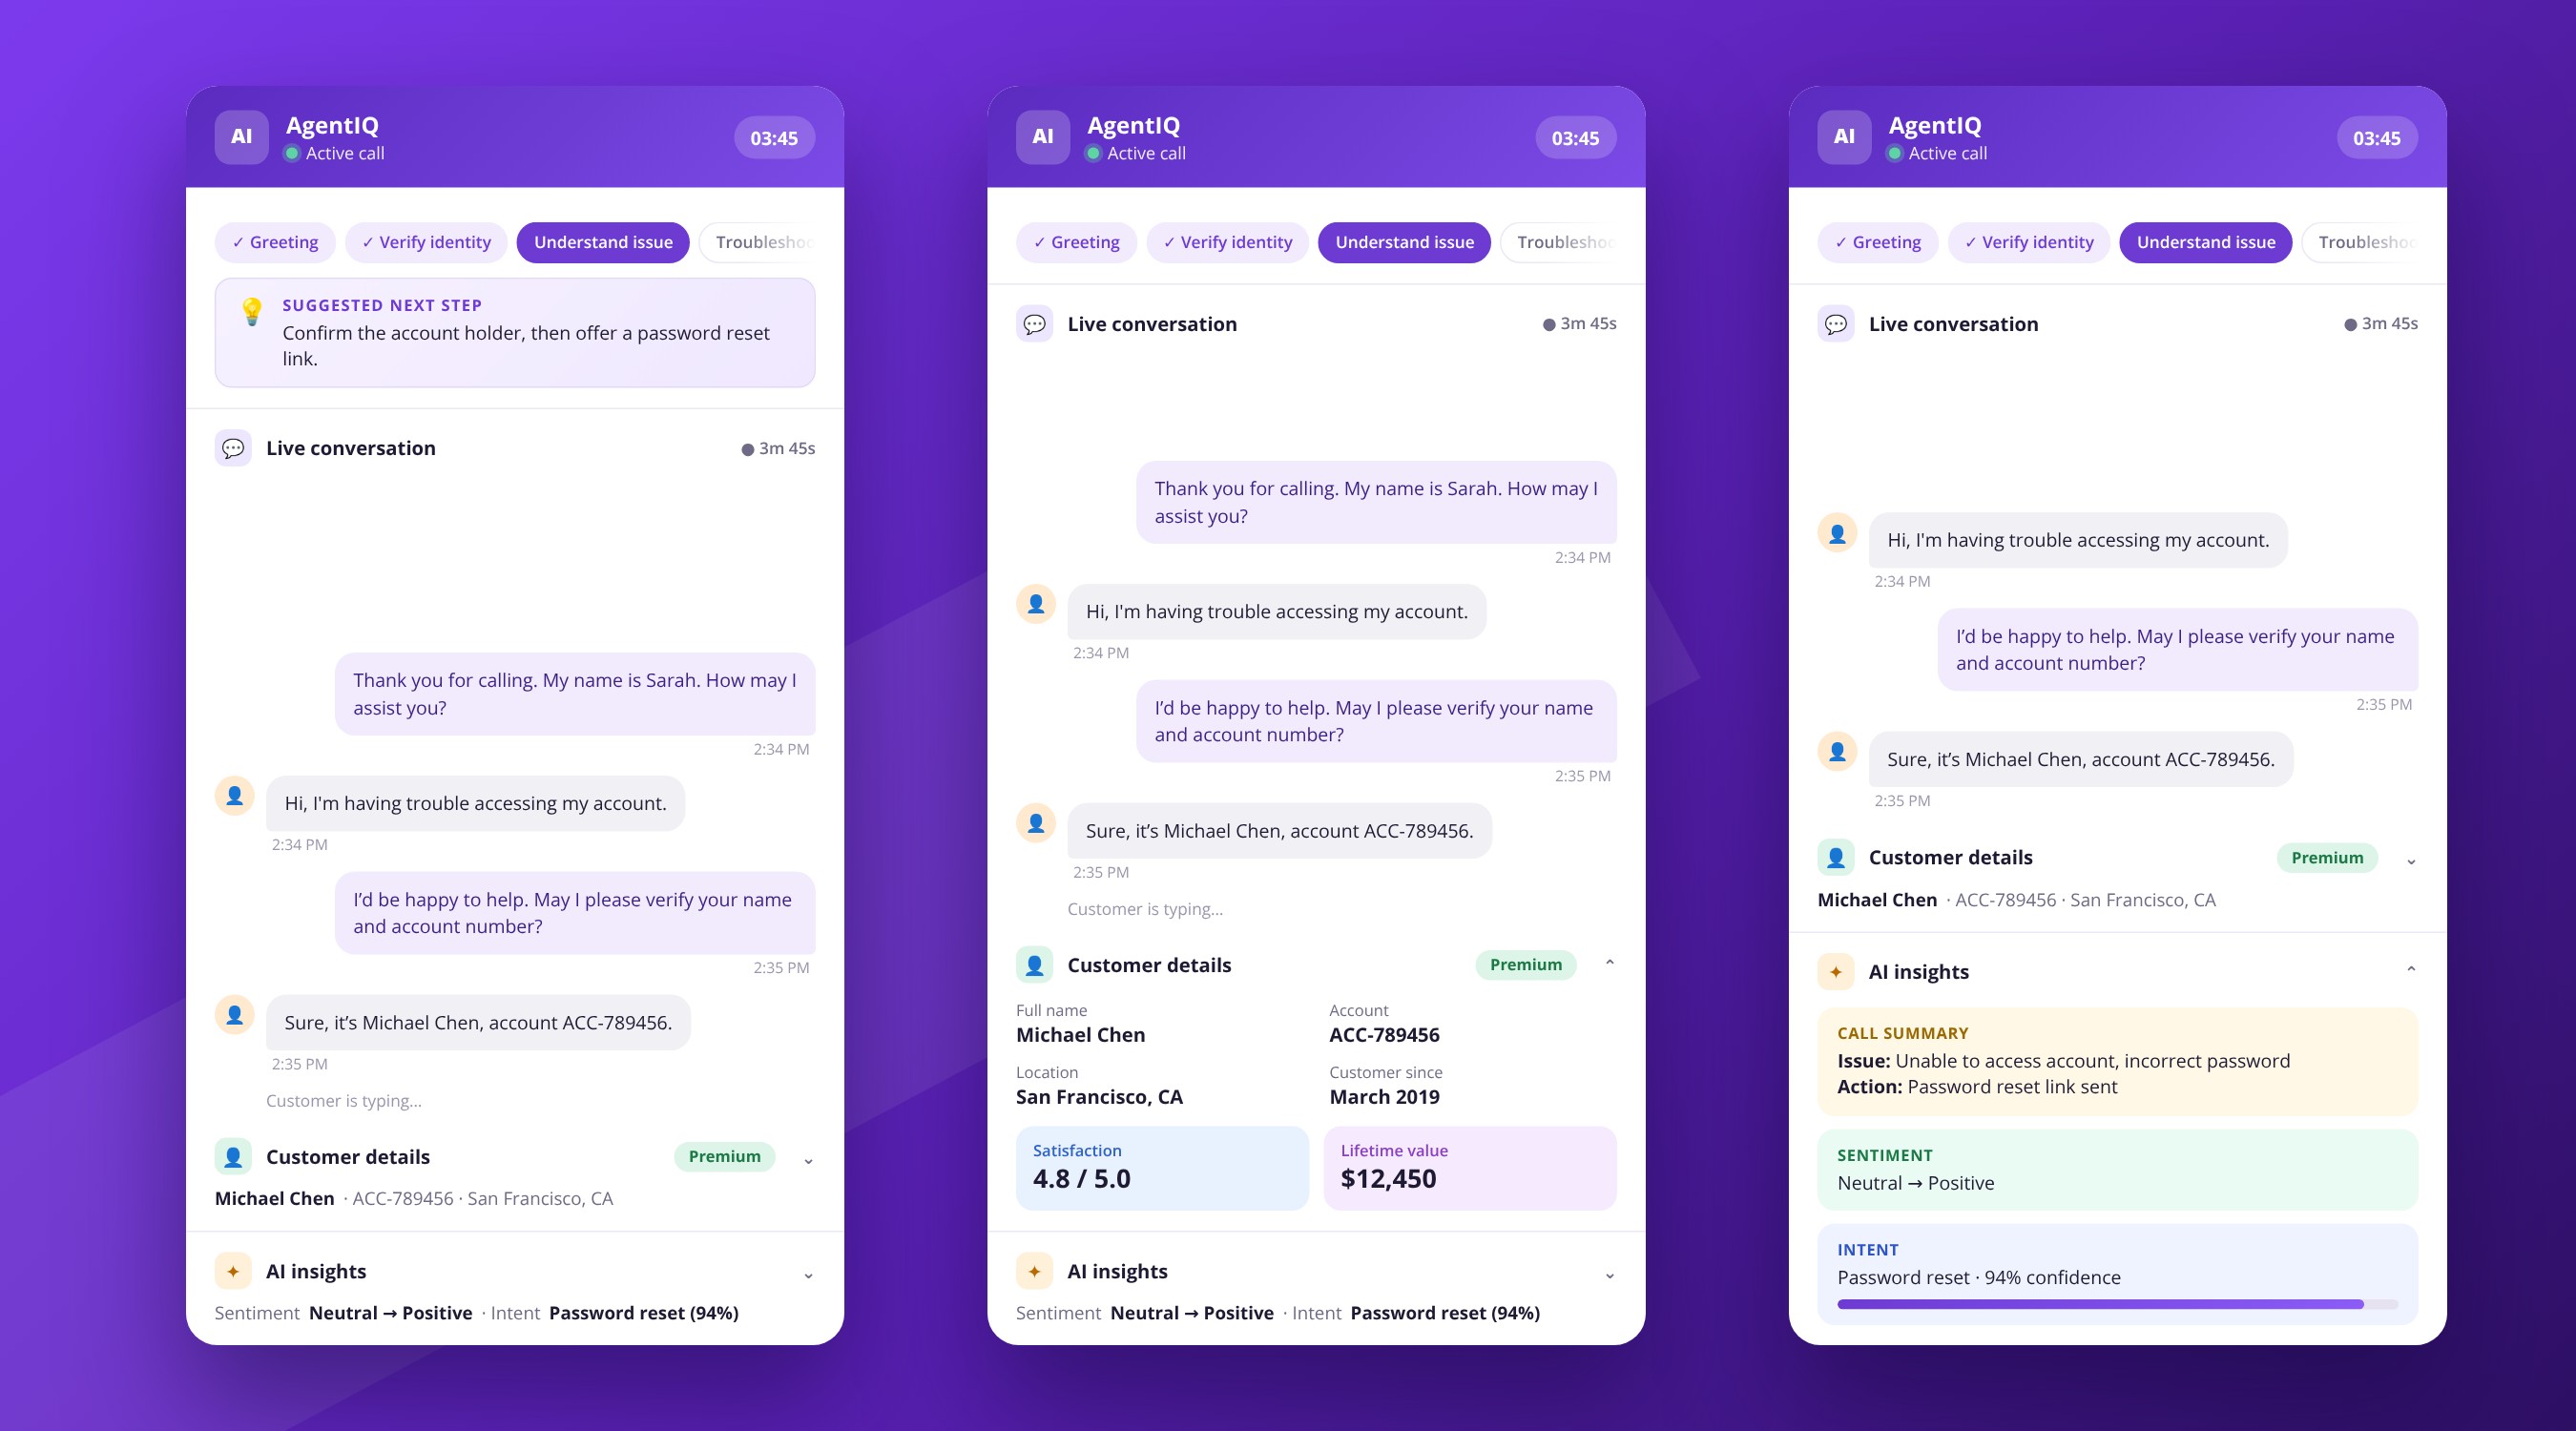 AI
AgentIQ
Active call
03:45
✓ Greeting
✓ Verify identity
Understand issue
Troubleshoo
SUGGESTED NEXT STEP
Confirm the account holder, then offer a password reset
link.
Live conversation
3m 45s
Thank you for calling. My name is Sarah. How may I
assist you?
2:34 PM
Hi, I'm having trouble accessing my account.
2:34 PM
I’d be happy to help. May I please verify your name
and account number?
2:35 PM
Sure, it’s Michael Chen, account ACC-789456.
2:35 PM
Customer is typing...
Customer details
Premium
Michael Chen · ACC-789456 · San Francisco, CA
AI insights
Sentiment Neutral → Positive · Intent Password reset (94%)
AI
AgentIQ
Active call
03:45
✓ Greeting
✓ Verify identity
Understand issue
Troubleshoo
Live conversation
3m 45s
Thank you for calling. My name is Sarah. How may I
assist you?
2:34 PM
Hi, I'm having trouble accessing my account.
2:34 PM
I’d be happy to help. May I please verify your name
and account number?
2:35 PM
Sure, it’s Michael Chen, account ACC-789456.
2:35 PM
Customer is typing...
Customer details
Premium
Full name
Michael Chen
Account
ACC-789456
Location
San Francisco, CA
Customer since
March 2019
Satisfaction
4.8 / 5.0
Lifetime value
$12,450
AI insights
Sentiment Neutral → Positive · Intent Password reset (94%)
AI
AgentIQ
Active call
03:45
✓ Greeting
✓ Verify identity
Understand issue
Troubleshoo
Live conversation
3m 45s
Hi, I'm having trouble accessing my account.
2:34 PM
I’d be happy to help. May I please verify your name
and account number?
2:35 PM
Sure, it’s Michael Chen, account ACC-789456.
2:35 PM
Customer details
Premium
Michael Chen · ACC-789456 · San Francisco, CA
AI insights
CALL SUMMARY
Issue: Unable to access account, incorrect password
Action: Password reset link sent
SENTIMENT
Neutral → Positive
INTENT
Password reset · 94% confidence